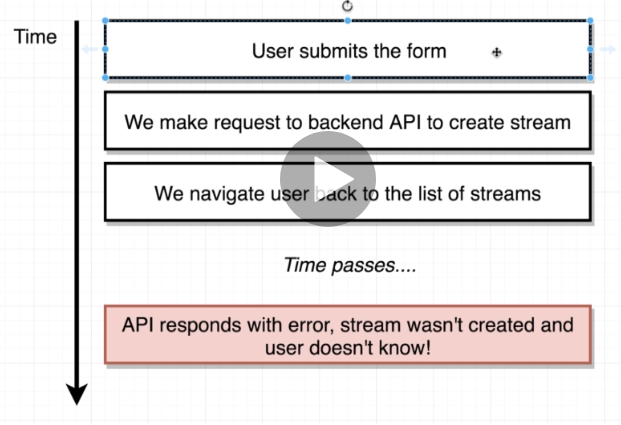 Time
User submits the form
We make request to backend API to create stream
We navigate user back to the list of streams
Time passes....
API responds with error, stream wasn't created and
user doesn't know!